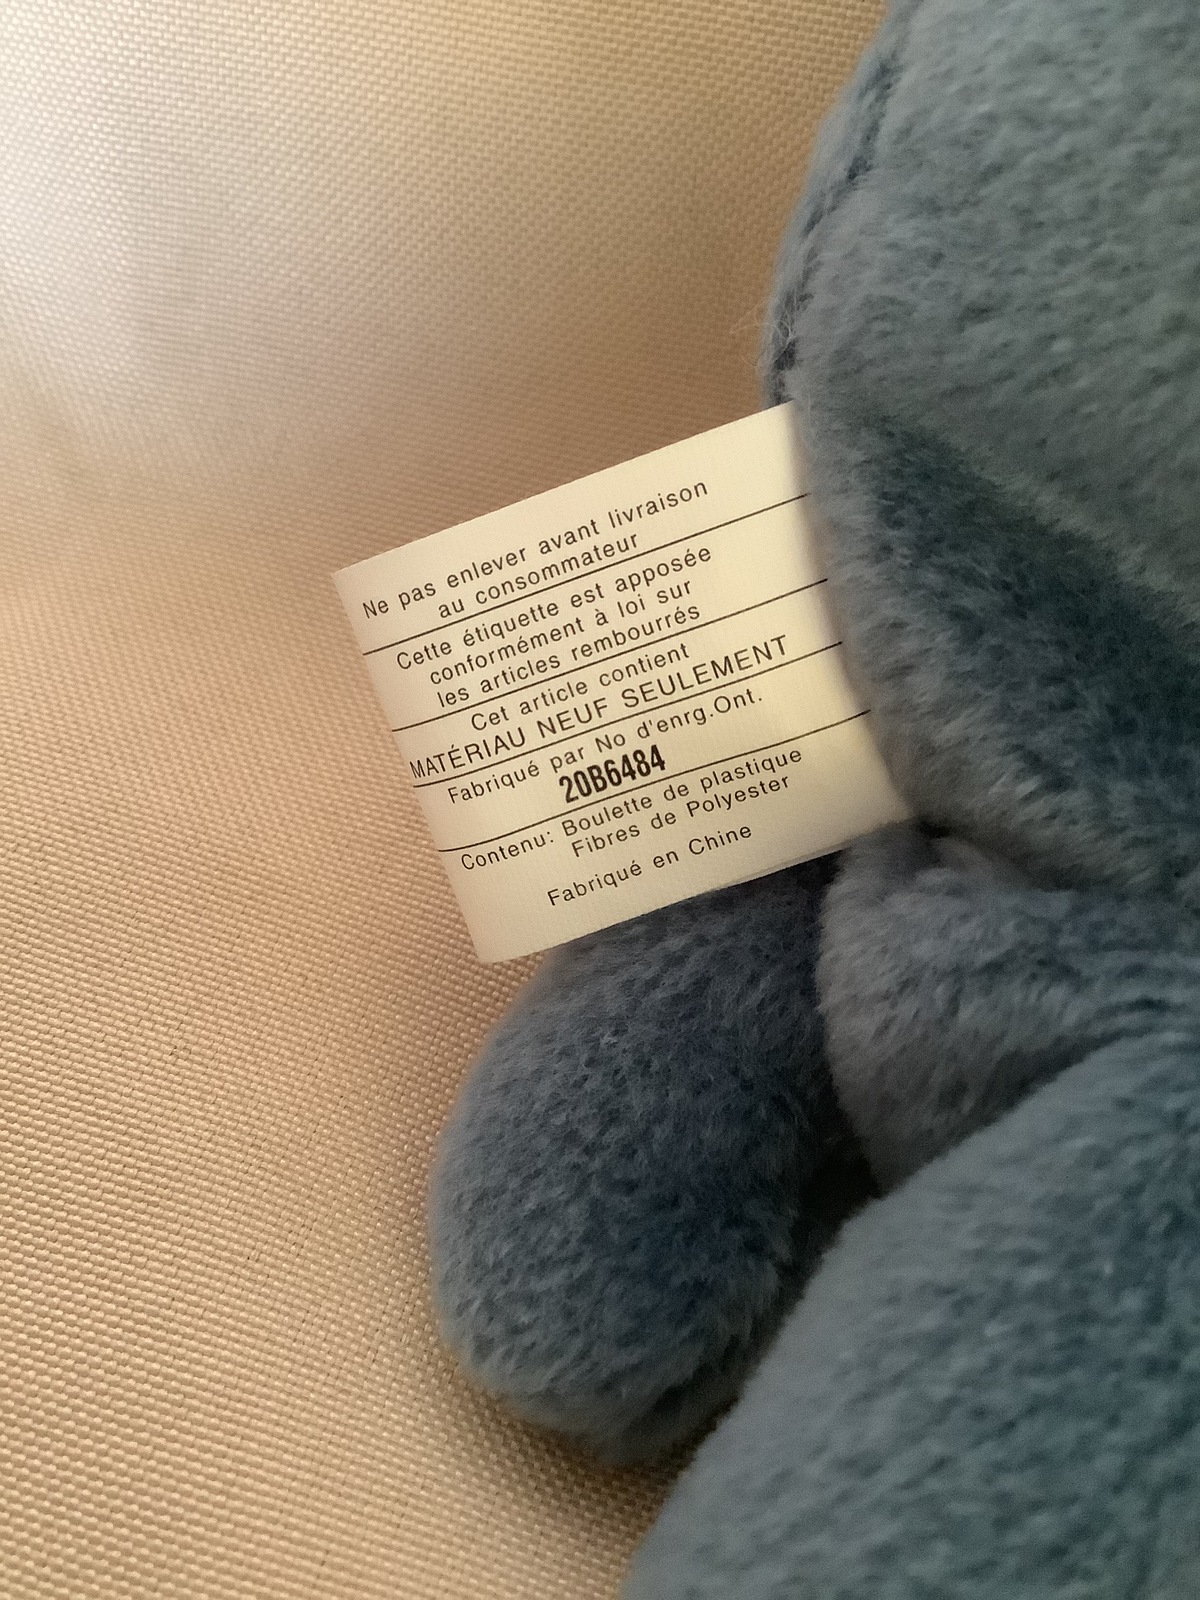 Ne pas enlever avant livraison
au consommateur
Cette étiquette est apposée
conformément à loi sur
les articles rembourrés
Cet article contient
MATÉRIAU NEUF SEULEMENT
Fabriqué par No d'enrg.Ont.
20B6484
Contenu: Boulette de plastique
Fibres de Polyester
Fabriqué en Chine